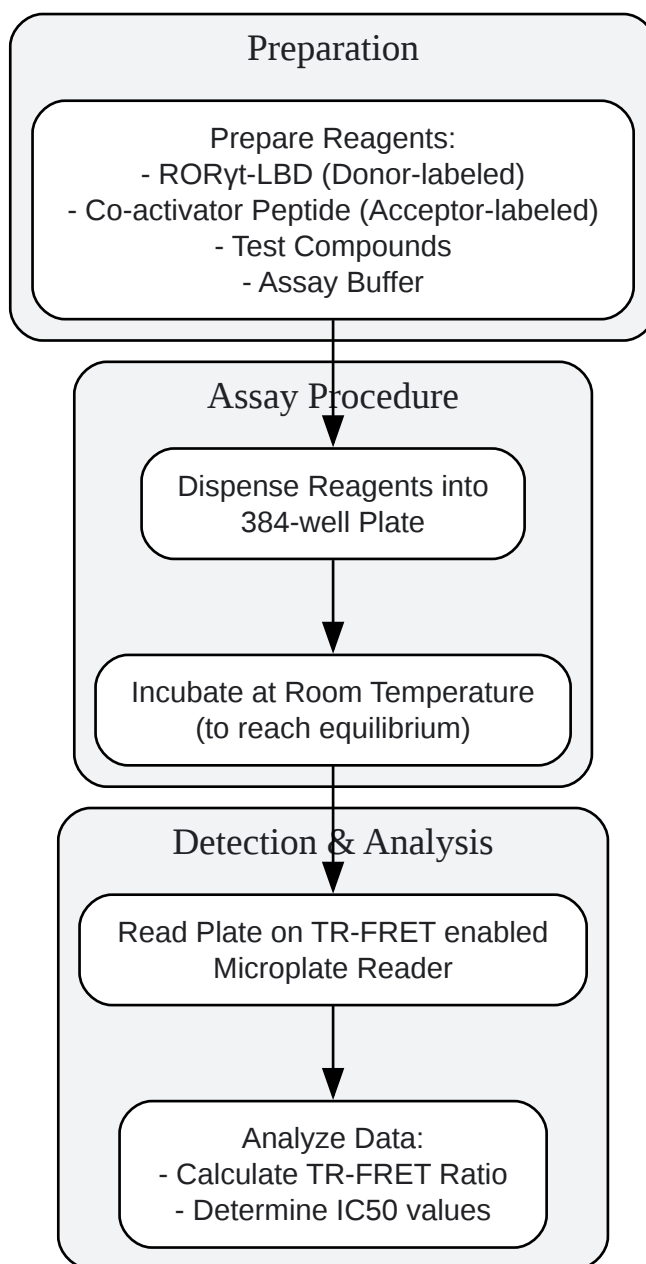 Preparation
Prepare Reagents:
- RORγt-LBD (Donor-labeled)
- Co-activator Peptide (Acceptor-labeled)
- Test Compounds
- Assay Buffer
Assay Procedure
Dispense Reagents into
384-well Plate
Incubate at Room Temperature
(to reach equilibrium)
Detection & Analysis
Read Plate on TR-FRET enabled
Microplate Reader
Analyze Data:
- Calculate TR-FRET Ratio
- Determine IC50 values